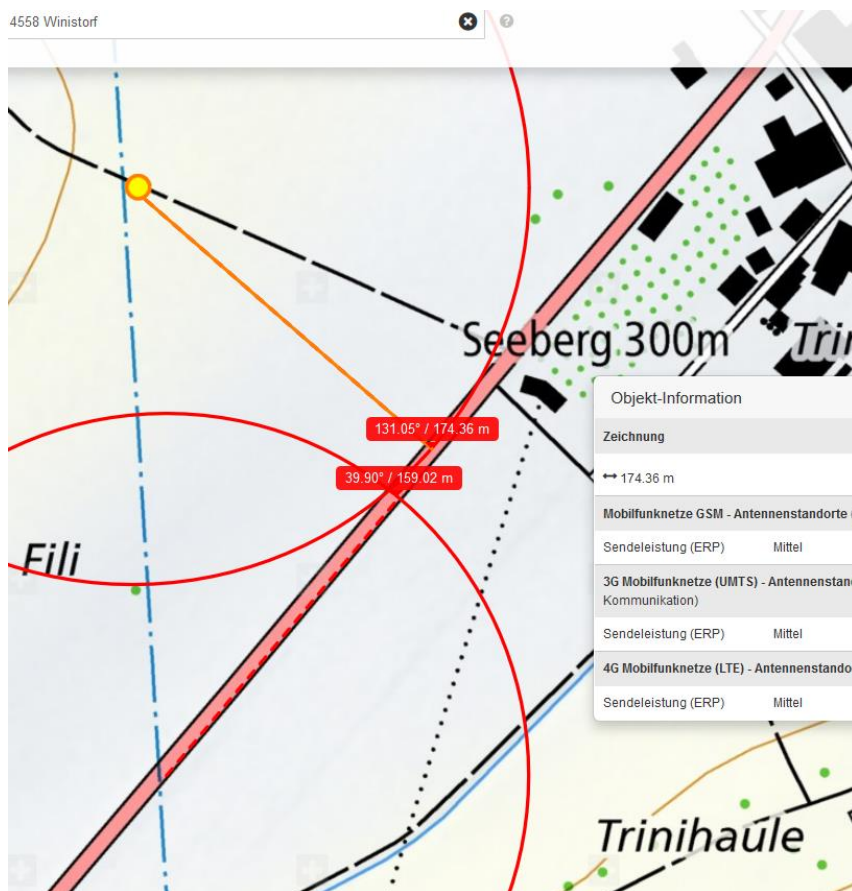 4558 Winistorf
Seeberg 300m
131.05° / 174.36 m
39.90° / 159.02 m
Fili
Objekt-Information
Zeichnung
174.36 m
Mobilfunknetze GSM - Antennenstandorte
Sendeleistung (ERP) Mittel
3G Mobilfunknetze (UMTS) -
Kommunikation)
Sendeleistung (ERP) Mittel
4G Mobilfunknetze (LTE) -
Sendeleistung (ERP) Mittel
Trinihaule